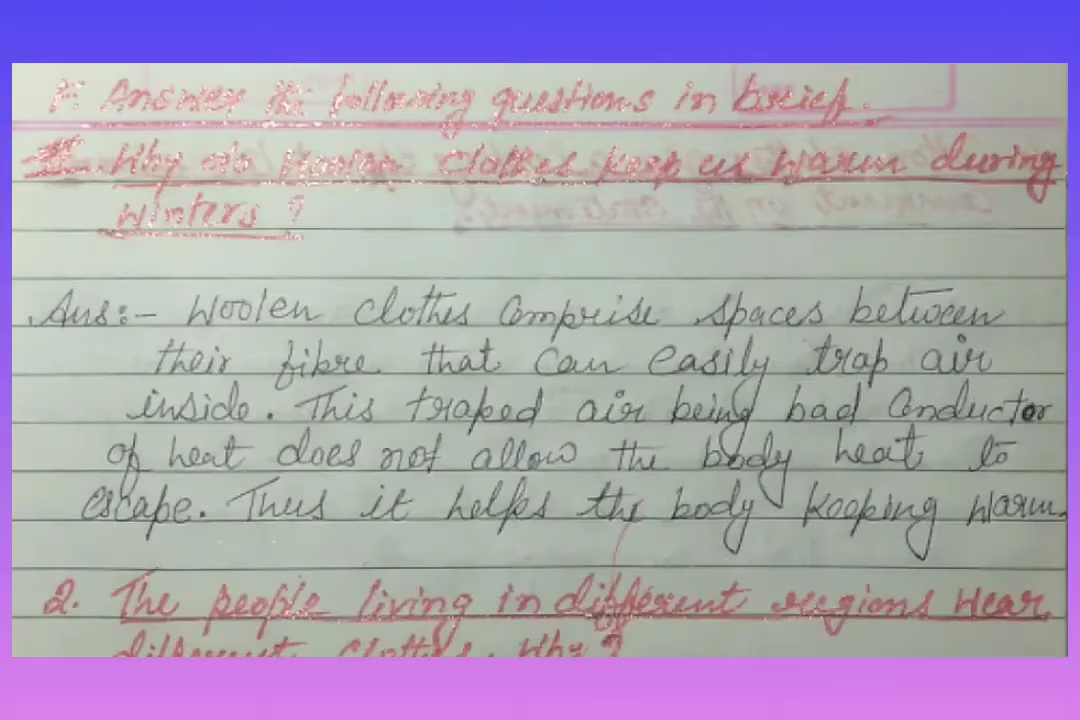 F. Answer the following questions in brief.
1. Why do Woolen clothes keep us warm during
winters ?
Ans:- Woolen clothes comprise spaces between
their fibre that can easily trap air
inside. This traped air being bad conductor
of heat does not allow the body heat to
escape. Thus it helps the body keeping warm.
2. The people living in different regions wear
different clothes. Why ?